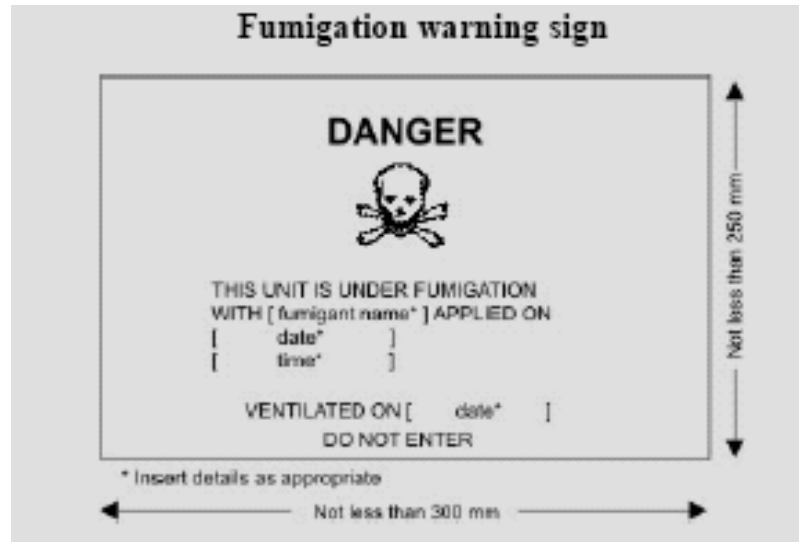 Fumigation warning sign
DANGER
THIS UNIT IS UNDER FUMIGATION
WITH [ fumigant name* ] APPLIED ON
[ date* ]
[ time* ]
VENTILATED ON [ date* ]
DO NOT ENTER
Not less than 250 mm
* Insert details as appropriate
Not less than 300 mm